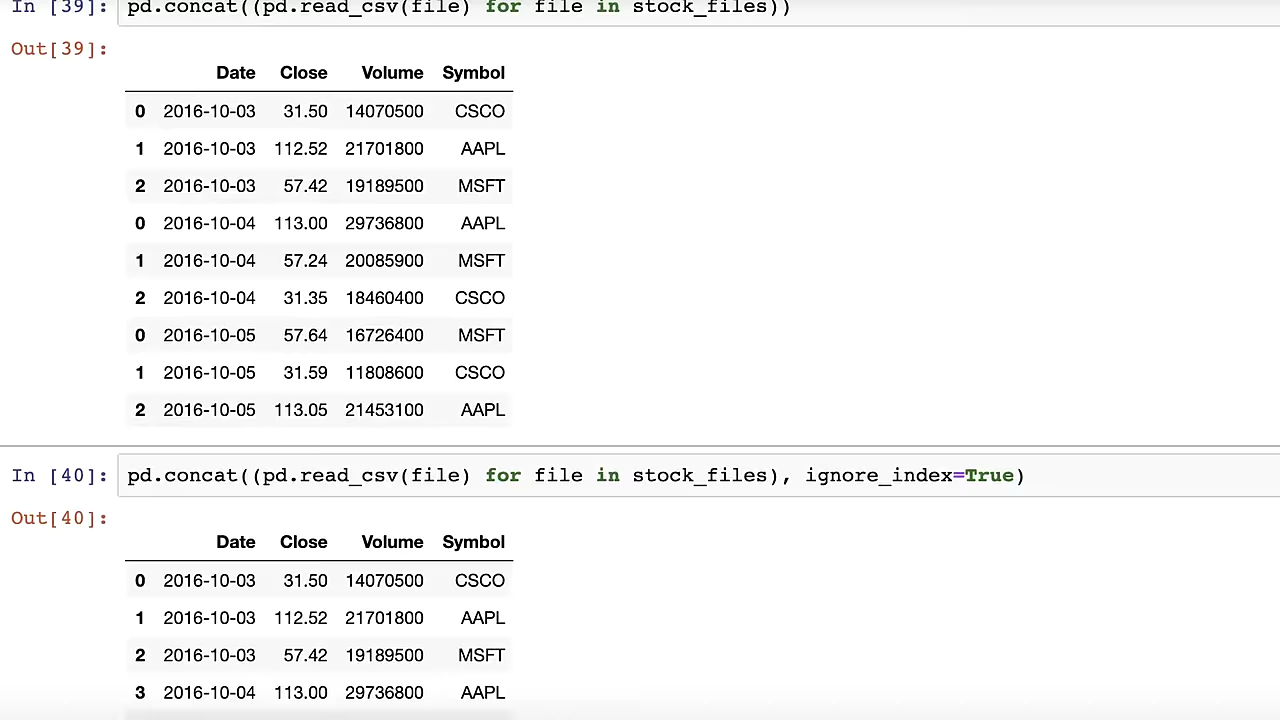 In [39]: pd.concat((pd.read_csv(file) for file in stock_files))
Out[39]:
Date Close Volume Symbol
0 2016-10-03 31.50 14070500 CSCO
1 2016-10-03 112.52 21701800 AAPL
2 2016-10-03 57.42 19189500 MSFT
0 2016-10-04 113.00 29736800 AAPL
1 2016-10-04 57.24 20085900 MSFT
2 2016-10-04 31.35 18460400 CSCO
0 2016-10-05 57.64 16726400 MSFT
1 2016-10-05 31.59 11808600 CSCO
2 2016-10-05 113.05 21453100 AAPL
In [40]: pd.concat((pd.read_csv(file) for file in stock_files), ignore_index=True)
Out[40]:
Date Close Volume Symbol
0 2016-10-03 31.50 14070500 CSCO
1 2016-10-03 112.52 21701800 AAPL
2 2016-10-03 57.42 19189500 MSFT
3 2016-10-04 113.00 29736800 AAPL